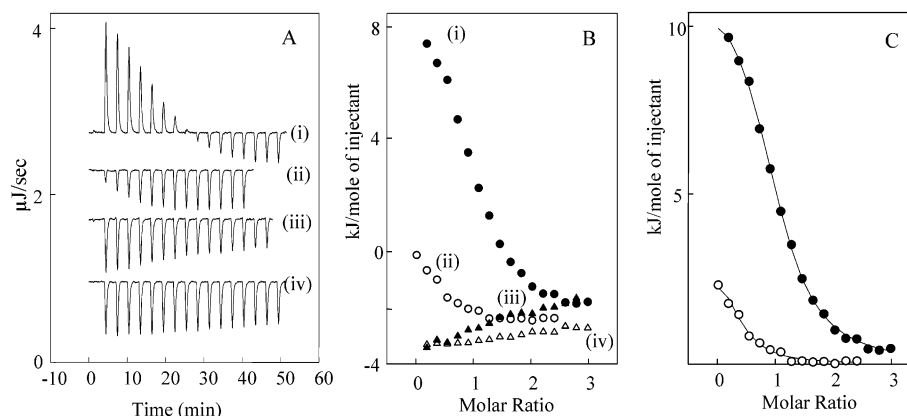 A
µJ/sec
4
2
0
(i)
(ii)
(iii)
(iv)
-10 0 10 20 30 40 50 60
Time (min)
B
kJ/mole of injectant
8
4
0
-4
(i)
(ii)
(iii)
(iv)
0 1 2 3
Molar Ratio
C
kJ/mole of injectant
10
5
0 1 2 3
Molar Ratio